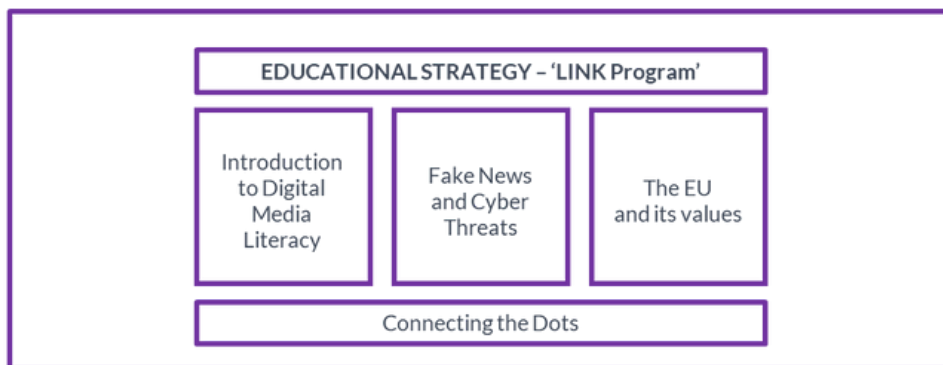 EDUCATIONAL STRATEGY – ‘LINK Program’
Introduction
to Digital
Media
Literacy
Fake News
and Cyber
Threats
The EU
and its values
Connecting the Dots